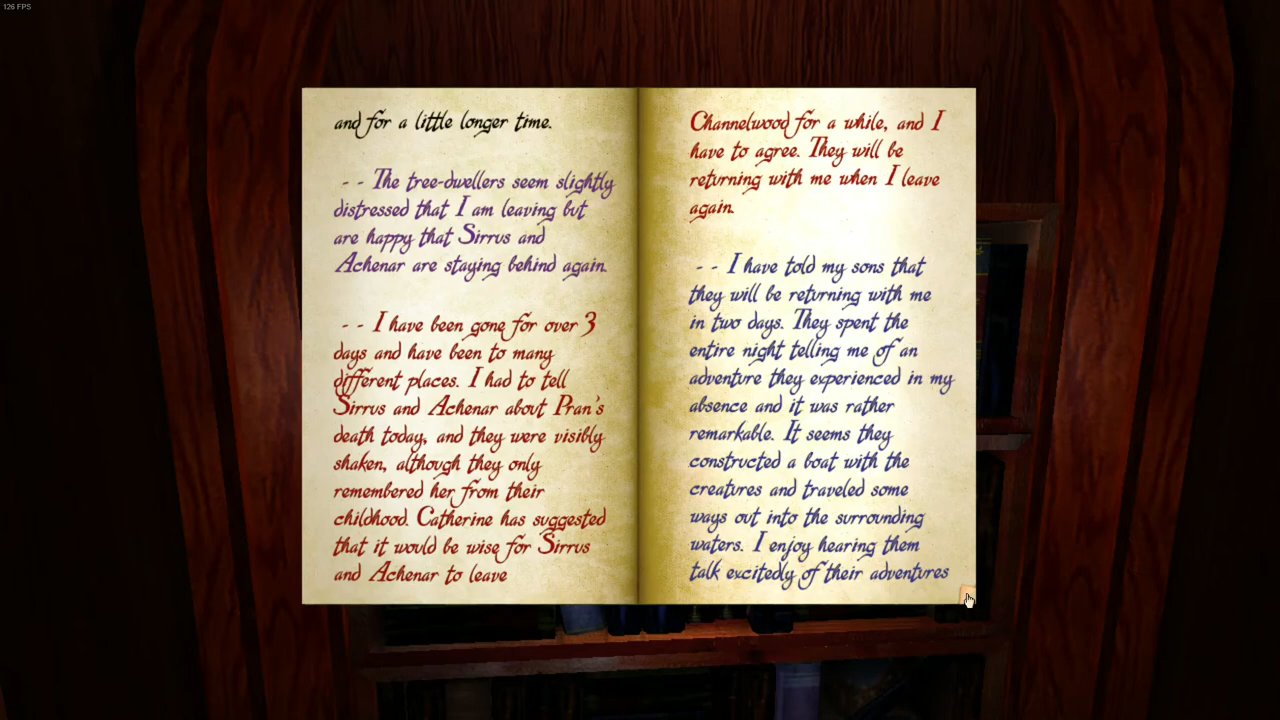 126 FPS
and for a little longer time.
- - The tree-dwellers seem slightly
distressed that I am leaving but
are happy that Sirrus and
Achenar are staying behind again.
- - I have been gone for over 3
days and have been to many
different places. I had to tell
Sirrus and Achenar about Pran's
death today, and they were visibly
shaken, although they only
remembered her from their
childhood. Catherine has suggested
that it would be wise for Sirrus
and Achenar to leave
Channelwood for a while, and I
have to agree. They will be
returning with me when I leave
again.
- - I have told my sons that
they will be returning with me
in two days. They spent the
entire night telling me of an
adventure they experienced in my
absence and it was rather
remarkable. It seems they
constructed a boat with the
creatures and traveled some
ways out into the surrounding
waters. I enjoy hearing them
talk excitedly of their adventures